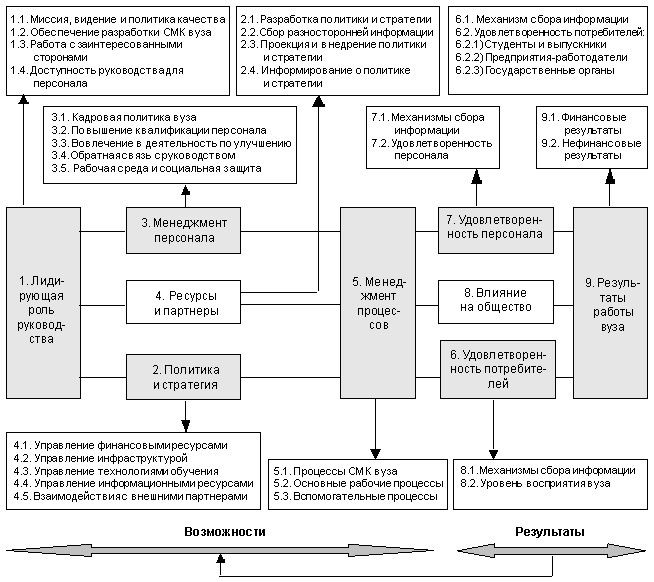 1.1. Миссия, видение и политика качества
1.2. Обеспечение разработки СМК вуза
1.3. Работа с заинтересованными
сторонами
1.4. Доступность руководства для
персонала
2.1. Разработка политики и стратегии
2.2. Сбор разносторонней информации
2.3. Проекция и внедрение политики
и стратегии
2.4. Информирование о политике
и стратегии
6.1. Механизм сбора информации
6.2. Удовлетворенность потребителей:
6.2.1) Студенты и выпускники
6.2.2) Предприятия-работодатели
6.2.3) Государственные органы
3.1. Кадровая политика вуза
3.2. Повышение квалификации персонала
3.3. Вовлечение в деятельность по улучшению
3.4. Обратная связь с руководством
3.5. Рабочая среда и социальная защита
7.1. Механизмы сбора
информации
7.2. Удовлетворенность
персонала
9.1. Финансовые
результаты
9.2. Нефинансовые
результаты
1. Лиди-
рующая
роль
руковод-
ства
3. Менеджмент
персонала
4. Ресурсы
и партнеры
2. Политика
и стратегия
5. Менед-
жмент
процес-
сов
7. Удовлетворен-
ность персонала
8. Влияние
на общество
6. Удовлетворен-
ность потребите-
лей
9. Резуль-
таты
работы
вуза
4.1. Управление финансовыми ресурсами
4.2. Управление инфраструктурой
4.3. Управление технологиями обучения
4.4. Управление информационными ресурсами
4.5. Взаимодействия с внешними партнерами
5.1. Процессы СМК вуза
5.2. Основные рабочие процессы
5.3. Вспомогательные процессы
8.1. Механизмы сбора информации
8.2. Уровень восприятия вуза
Возможности
Результаты